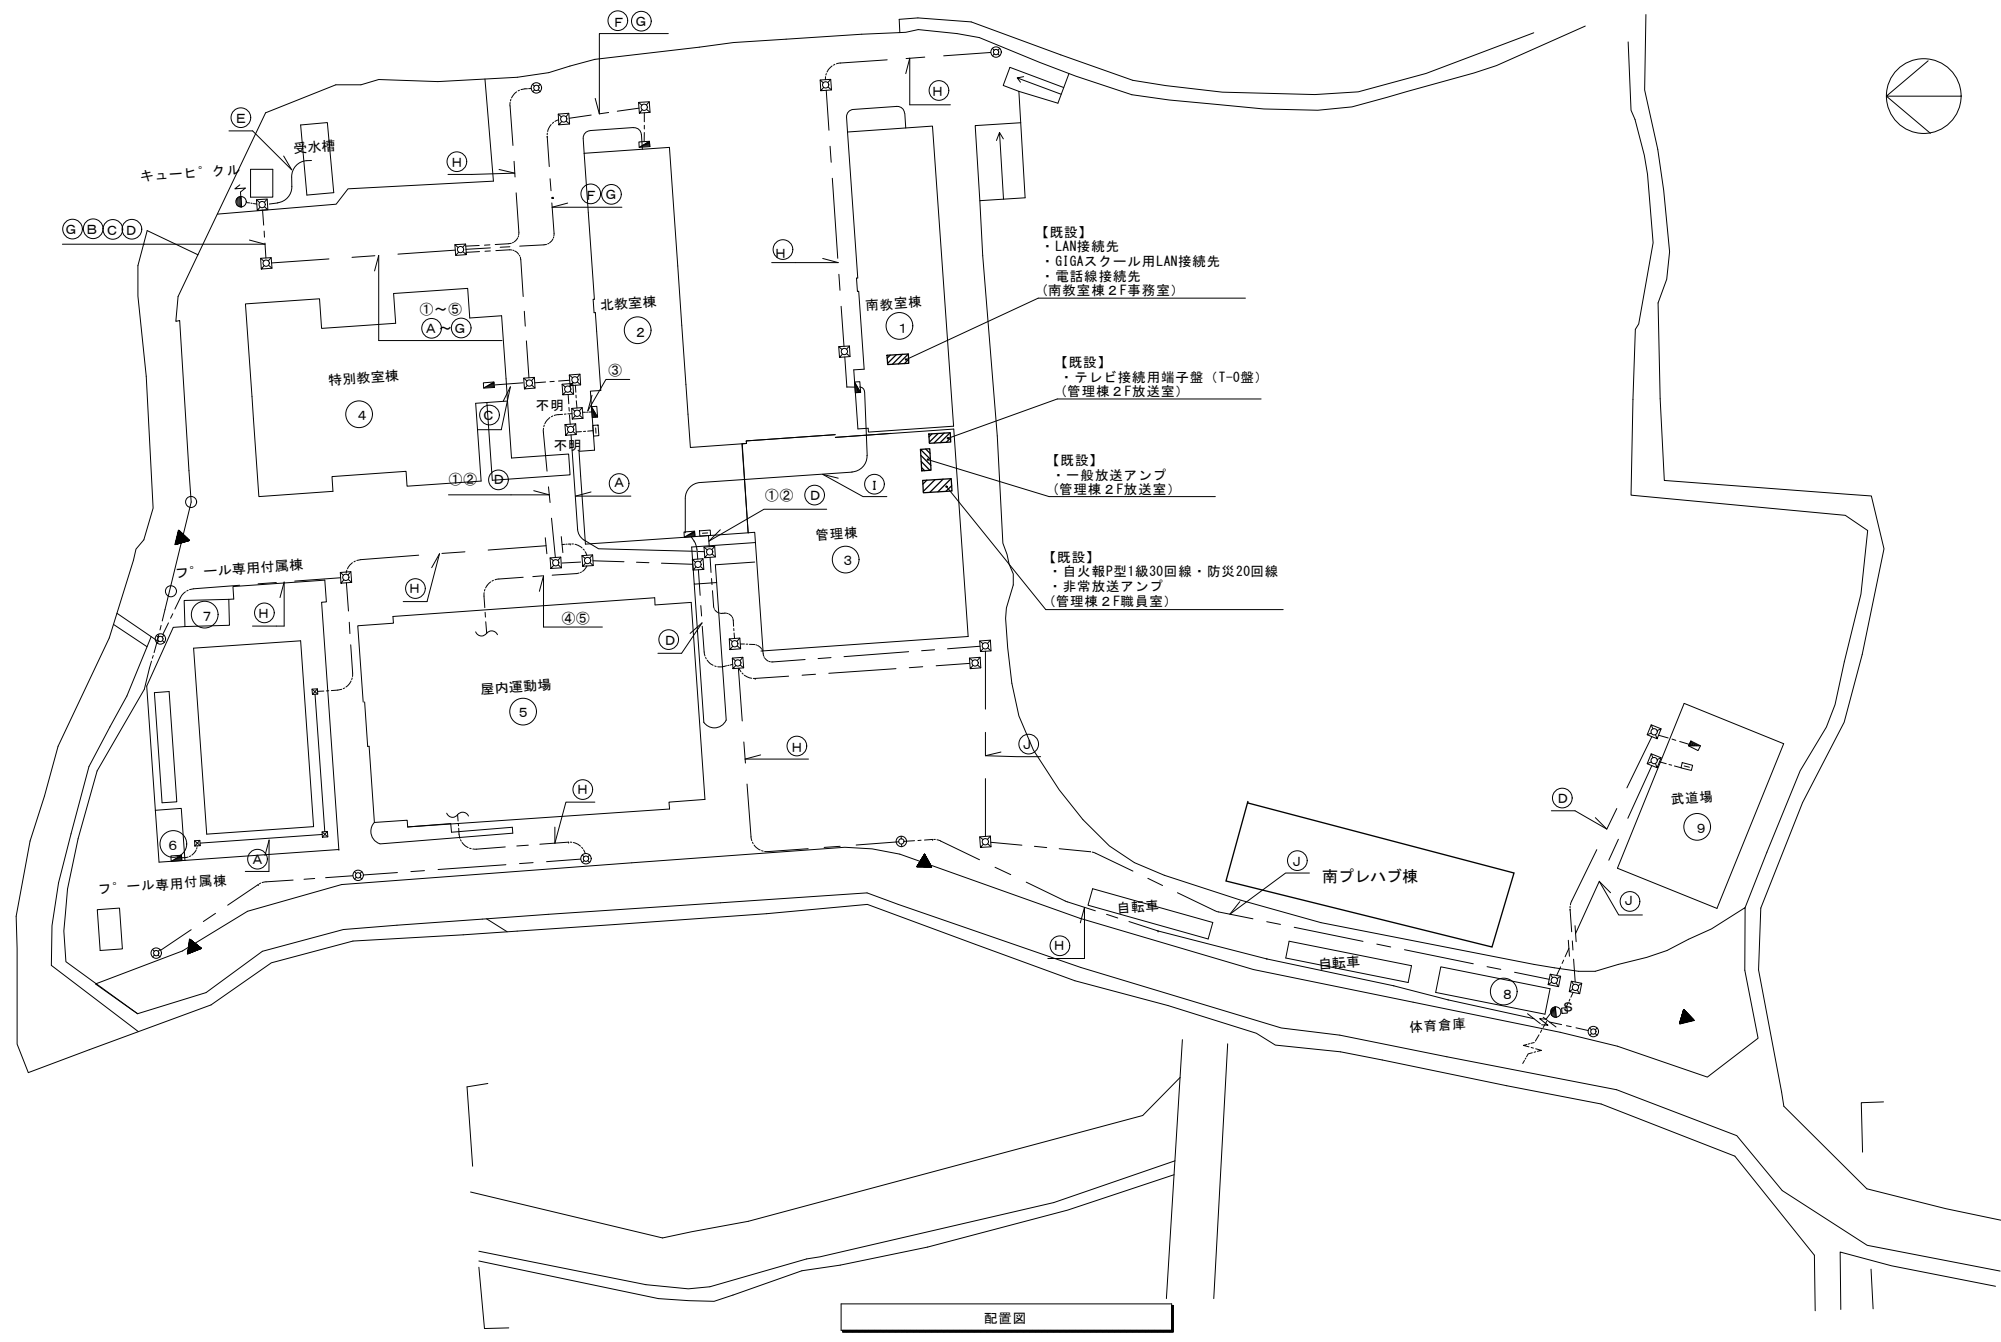 ⒻⒼ
Ⓗ
Ⓔ
受水槽
キュービクル
Ⓗ
ⒻⒼ
ⒼⒷⒸⒹ
Ⓗ
【既設】
・LAN接続先
・GIGAスクール用LAN接続先
・電話線接続先
(南教室棟２F事務室)
①～⑤
Ⓐ～Ⓖ
北教室棟
②
南教室棟
①
【既設】
・テレビ接続用端子盤（T-0盤）
(管理棟２F放送室)
特別教室棟
④
③
不明
Ⓒ
不明
①② Ⓓ
Ⓐ
①② Ⓓ
Ⓘ
【既設】
・一般放送アンプ
(管理棟２F放送室)
管理棟
③
【既設】
・自火報P型1級30回線・防災20回線
・非常放送アンプ
(管理棟２F職員室)
プール専用付属棟
⑦
Ⓗ
Ⓗ
④⑤
Ⓓ
屋内運動場
⑤
Ⓗ
Ⓙ
Ⓗ
⑥
Ⓐ
プール専用付属棟
Ⓓ
武道場
⑨
Ⓙ
南プレハブ棟
Ⓙ
自転車
Ⓗ
自転車
⑧
体育倉庫
配置図